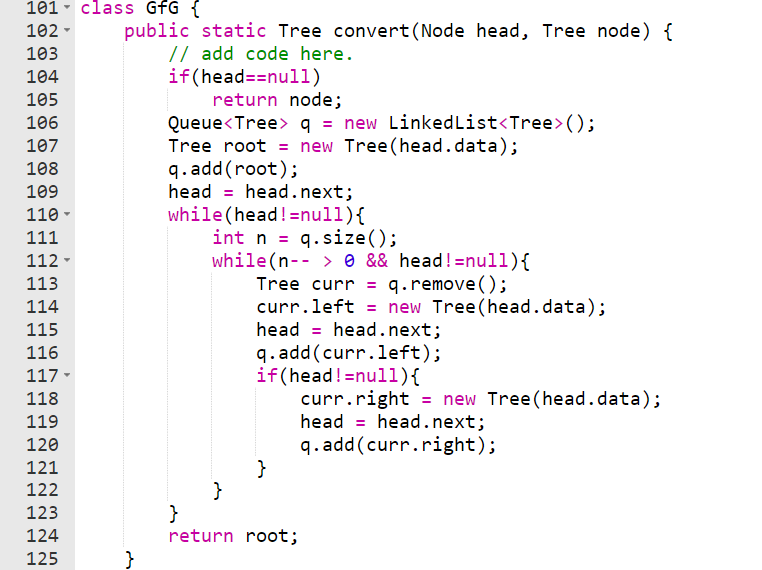 101 class GfG {
102     public static Tree convert(Node head, Tree node) {
103         // add code here.
104         if(head==null)
105             return node;
106         Queue<Tree> q = new LinkedList<Tree>();
107         Tree root = new Tree(head.data);
108         q.add(root);
109         head = head.next;
110         while(head!=null){
111             int n = q.size();
112             while(n-- > 0 && head!=null){
113                 Tree curr = q.remove();
114                 curr.left = new Tree(head.data);
115                 head = head.next;
116                 q.add(curr.left);
117                 if(head!=null){
118                     curr.right = new Tree(head.data);
119                     head = head.next;
120                     q.add(curr.right);
121                 }
122             }
123         }
124         return root;
125     }